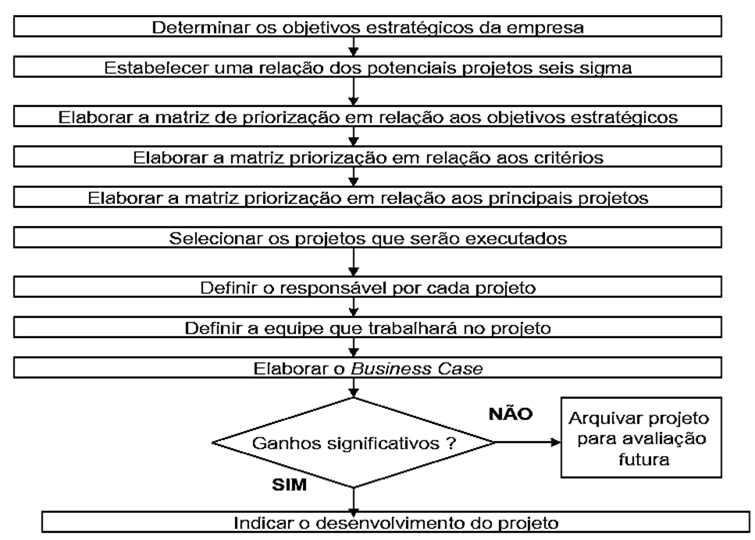 Determinar os objetivos estratégicos da empresa
Estabelecer uma relação dos potenciais projetos seis sigma
Elaborar a matriz de priorização em relação aos objetivos estratégicos
Elaborar a matriz priorização em relação aos critérios
Elaborar a matriz priorização em relação aos principais projetos
Selecionar os projetos que serão executados
Definir o responsável por cada projeto
Definir a equipe que trabalhará no projeto
Elaborar o Business Case
Ganhos significativos ?
NÃO
Arquivar projeto
para avaliação
futura
SIM
Indicar o desenvolvimento do projeto